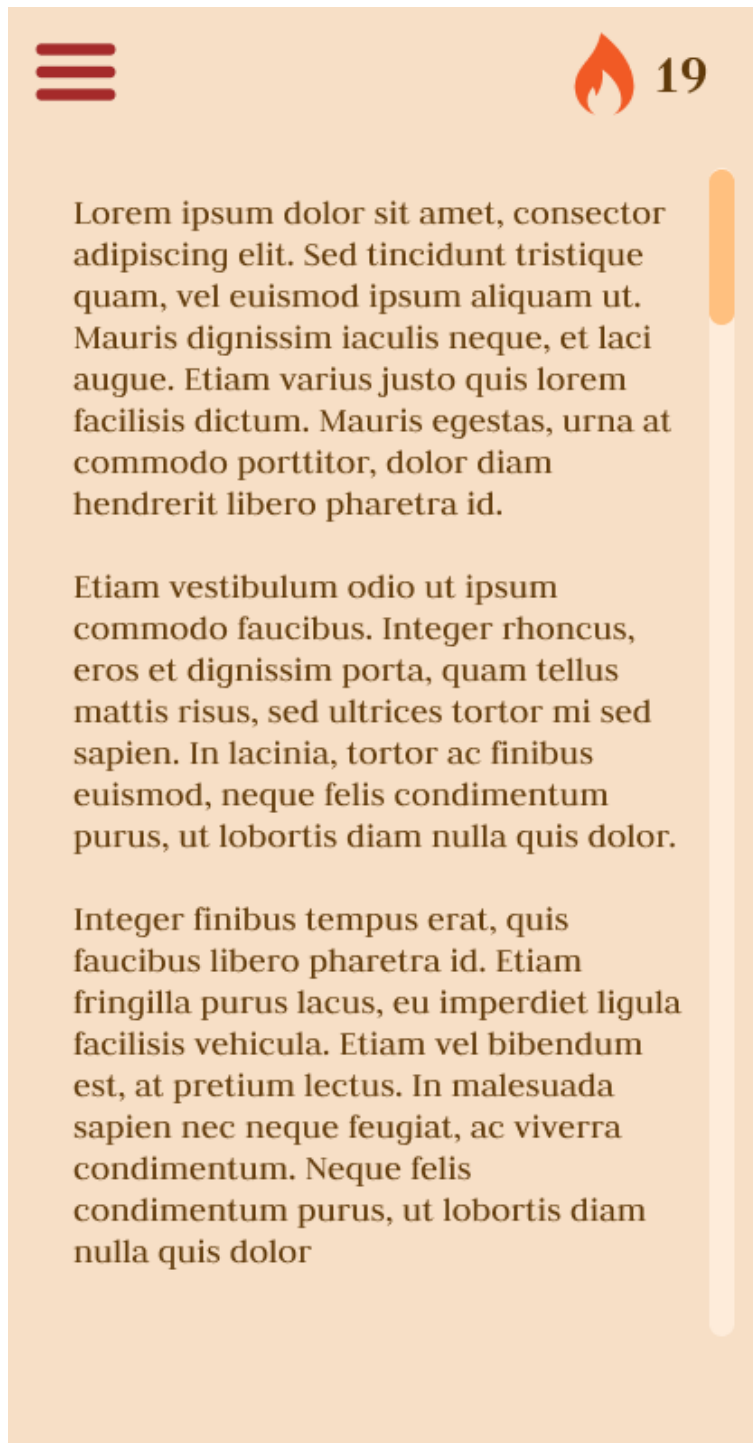 19
Lorem ipsum dolor sit amet, consector
adipiscing elit. Sed tincidunt tristique
quam, vel euismod ipsum aliquam ut.
Mauris dignissim iaculis neque, et laci
augue. Etiam varius justo quis lorem
facilisis dictum. Mauris egestas, urna at
commodo porttitor, dolor diam
hendrerit libero pharetra id.
Etiam vestibulum odio ut ipsum
commodo faucibus. Integer rhoncus,
eros et dignissim porta, quam tellus
mattis risus, sed ultrices tortor mi sed
sapien. In lacinia, tortor ac finibus
euismod, neque felis condimentum
purus, ut lobortis diam nulla quis dolor.
Integer finibus tempus erat, quis
faucibus libero pharetra id. Etiam
fringilla purus lacus, eu imperdiet ligula
facilisis vehicula. Etiam vel bibendum
est, at pretium lectus. In malesuada
sapien nec neque feugiat, ac viverra
condimentum. Neque felis
condimentum purus, ut lobortis diam
nulla quis dolor